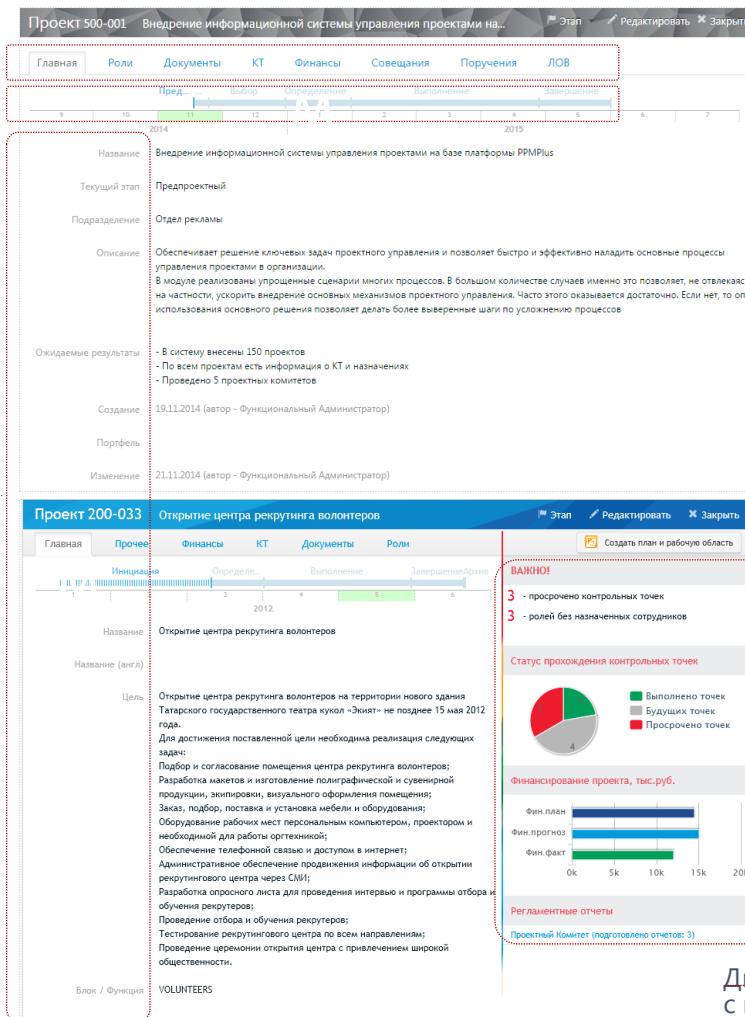 Проект 500-001 Внедрение информационной системы управления проектами на...
Этап Редактировать Закрыть
Главная Роли Документы КТ Финансы Совещания Поручения ЛОВ
Пред... Выбор Определение Выполнение Завершение
9 10 11 12 1 2 3 4 5 6 7
2014 2015
Название Внедрение информационной системы управления проектами на базе платформы PPMPlus
Текущий этап Предпроектный
Подразделение Отдел рекламы
Описание Обеспечивает решение ключевых задач проектного управления и позволяет быстро и эффективно наладить основные процессы
управления проектами в организации.
В модуле реализованы упрощенные сценарии многих процессов. В большом количестве случаев именно это позволяет, не отвлекаяс
на частности, ускорить внедрение основных механизмов проектного управления. Часто этого оказывается достаточно. Если нет, то оп
использования основного решения позволяет делать более выверенные шаги по усложнению процессов
Ожидаемые результаты - В систему внесены 150 проектов
- По всем проектам есть информация о КТ и назначениях
- Проведено 5 проектных комитетов
Создание 19.11.2014 (автор - Функциональный Администратор)
Портфель
Изменение 21.11.2014 (автор - Функциональный Администратор)
Проект 200-033 Открытие центра рекрутинга волонтеров
Этап Редактировать Закрыть
Главная Прочее Финансы КТ Документы Роли
Инициация Определе... Выполнение Завершение Архив
1 3 4 5 6
2012
Название Открытие центра рекрутинга волонтеров
Название (англ)
Цель Открытие центра рекрутинга волонтеров на территории нового здания
Татарского государственного театра кукол «Экият» не позднее 15 мая 2012
года.
Для достижения поставленной цели необходима реализация следующих
задач:
Подбор и согласование помещения центра рекрутинга волонтеров;
Разработка макетов и изготовление полиграфической и сувенирной
продукции, экипировки, визуального оформления помещения;
Заказ, подбор, поставка и установка мебели и оборудования;
Оборудование рабочих мест персональным компьютером, проектором и
необходимой для работы оргтехникой;
Обеспечение телефонной связью и доступом в интернет;
Административное обеспечение продвижения информации об открытии
рекрутингового центра через СМИ;
Разработка опросного листа для проведения интервью и программы отбора и
обучения рекрутеров;
Проведение отбора и обучения рекрутеров;
Тестирование рекрутингового центра по всем направлениям;
Проведение церемонии открытия центра с привлечением широкой
общественности.
Блок / Функция VOLUNTEERS
Создать план и рабочую область
ВАЖНО!
3 - просрочено контрольных точек
3 - ролей без назначенных сотрудников
Статус прохождения контрольных точек
4
Выполнено точек
Будущих точек
Просрочено точек
Финансирование проекта, тыс.руб.
Фин.план
Фин.прогноз
Фин.факт
0k 5k 10k 15k 20
Регламентные отчеты
Проектный Комитет (подготовлено отчетов: 3)